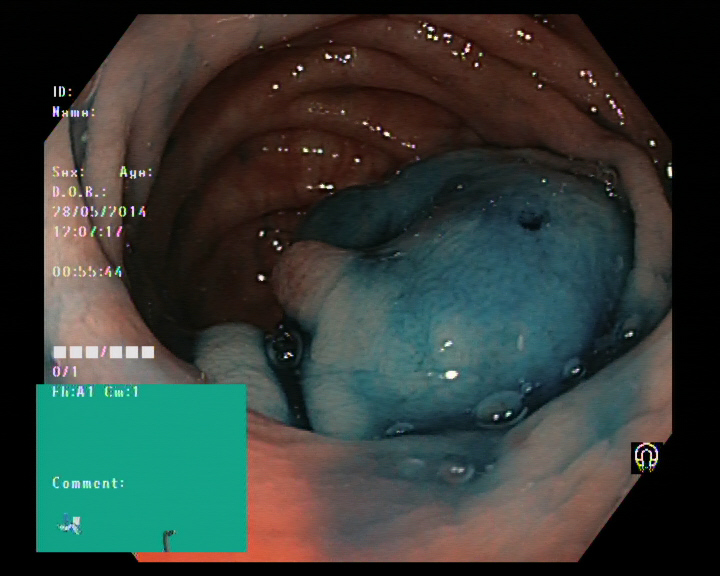 ID:
Name:
Sex: Age:
D.O.B.:
28/05/2014
12:07:17
00:55:44
0/1
Eh:A1 Cm:1
Comment: